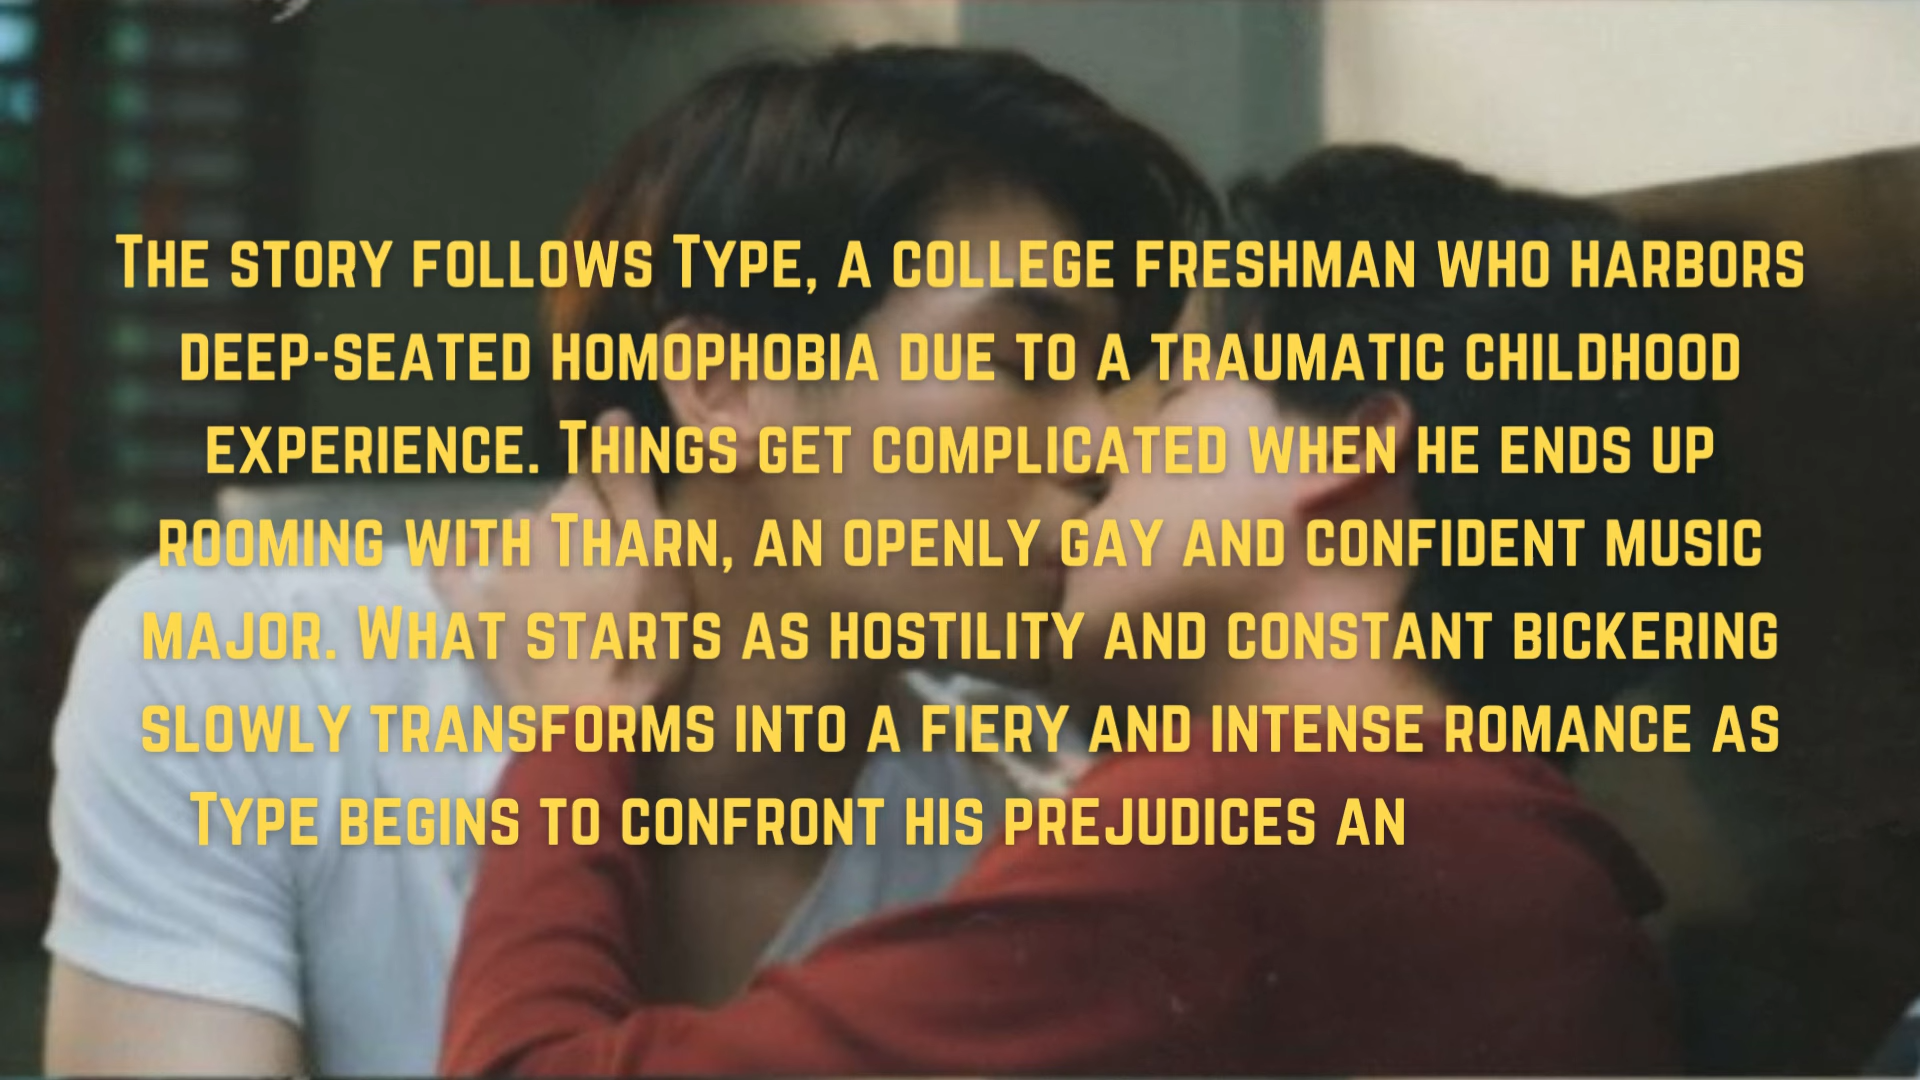 The story follows Type, a college freshman who harbors
deep-seated homophobia due to a traumatic childhood
experience. Things get complicated when he ends up
rooming with Tharn, an openly gay and confident music
major. What starts as hostility and constant bickering
slowly transforms into a fiery and intense romance as
Type begins to confront his prejudices an